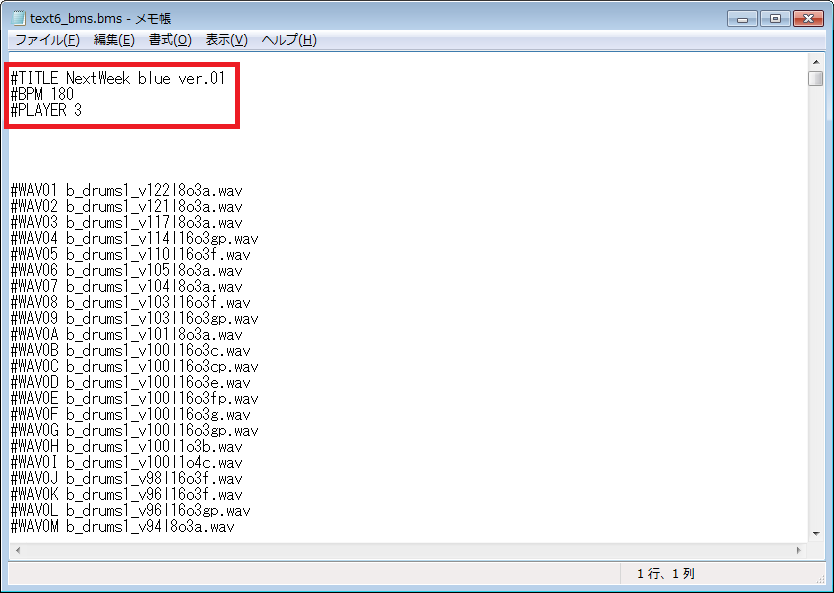 text6_bms.bms - メモ帳
ファイル(F) 編集(E) 書式(O) 表示(V) ヘルプ(H)
#TITLE NextWeek blue ver.01
#BPM 180
#PLAYER 3
#WAV01 b_drums1_v122l8o3a.wav
#WAV02 b_drums1_v121l8o3a.wav
#WAV03 b_drums1_v117l8o3a.wav
#WAV04 b_drums1_v114l16o3gp.wav
#WAV05 b_drums1_v110l16o3f.wav
#WAV06 b_drums1_v105l8o3a.wav
#WAV07 b_drums1_v104l8o3a.wav
#WAV08 b_drums1_v103l16o3f.wav
#WAV09 b_drums1_v103l16o3gp.wav
#WAV0A b_drums1_v101l8o3a.wav
#WAV0B b_drums1_v100l16o3c.wav
#WAV0C b_drums1_v100l16o3cp.wav
#WAV0D b_drums1_v100l16o3e.wav
#WAV0E b_drums1_v100l16o3fp.wav
#WAV0F b_drums1_v100l16o3g.wav
#WAV0G b_drums1_v100l16o3gp.wav
#WAV0H b_drums1_v100l1o3b.wav
#WAV0I b_drums1_v100l1o4c.wav
#WAV0J b_drums1_v98l16o3f.wav
#WAV0K b_drums1_v96l16o3f.wav
#WAV0L b_drums1_v96l16o3gp.wav
#WAV0M b_drums1_v94l8o3a.wav
1 行、1 列